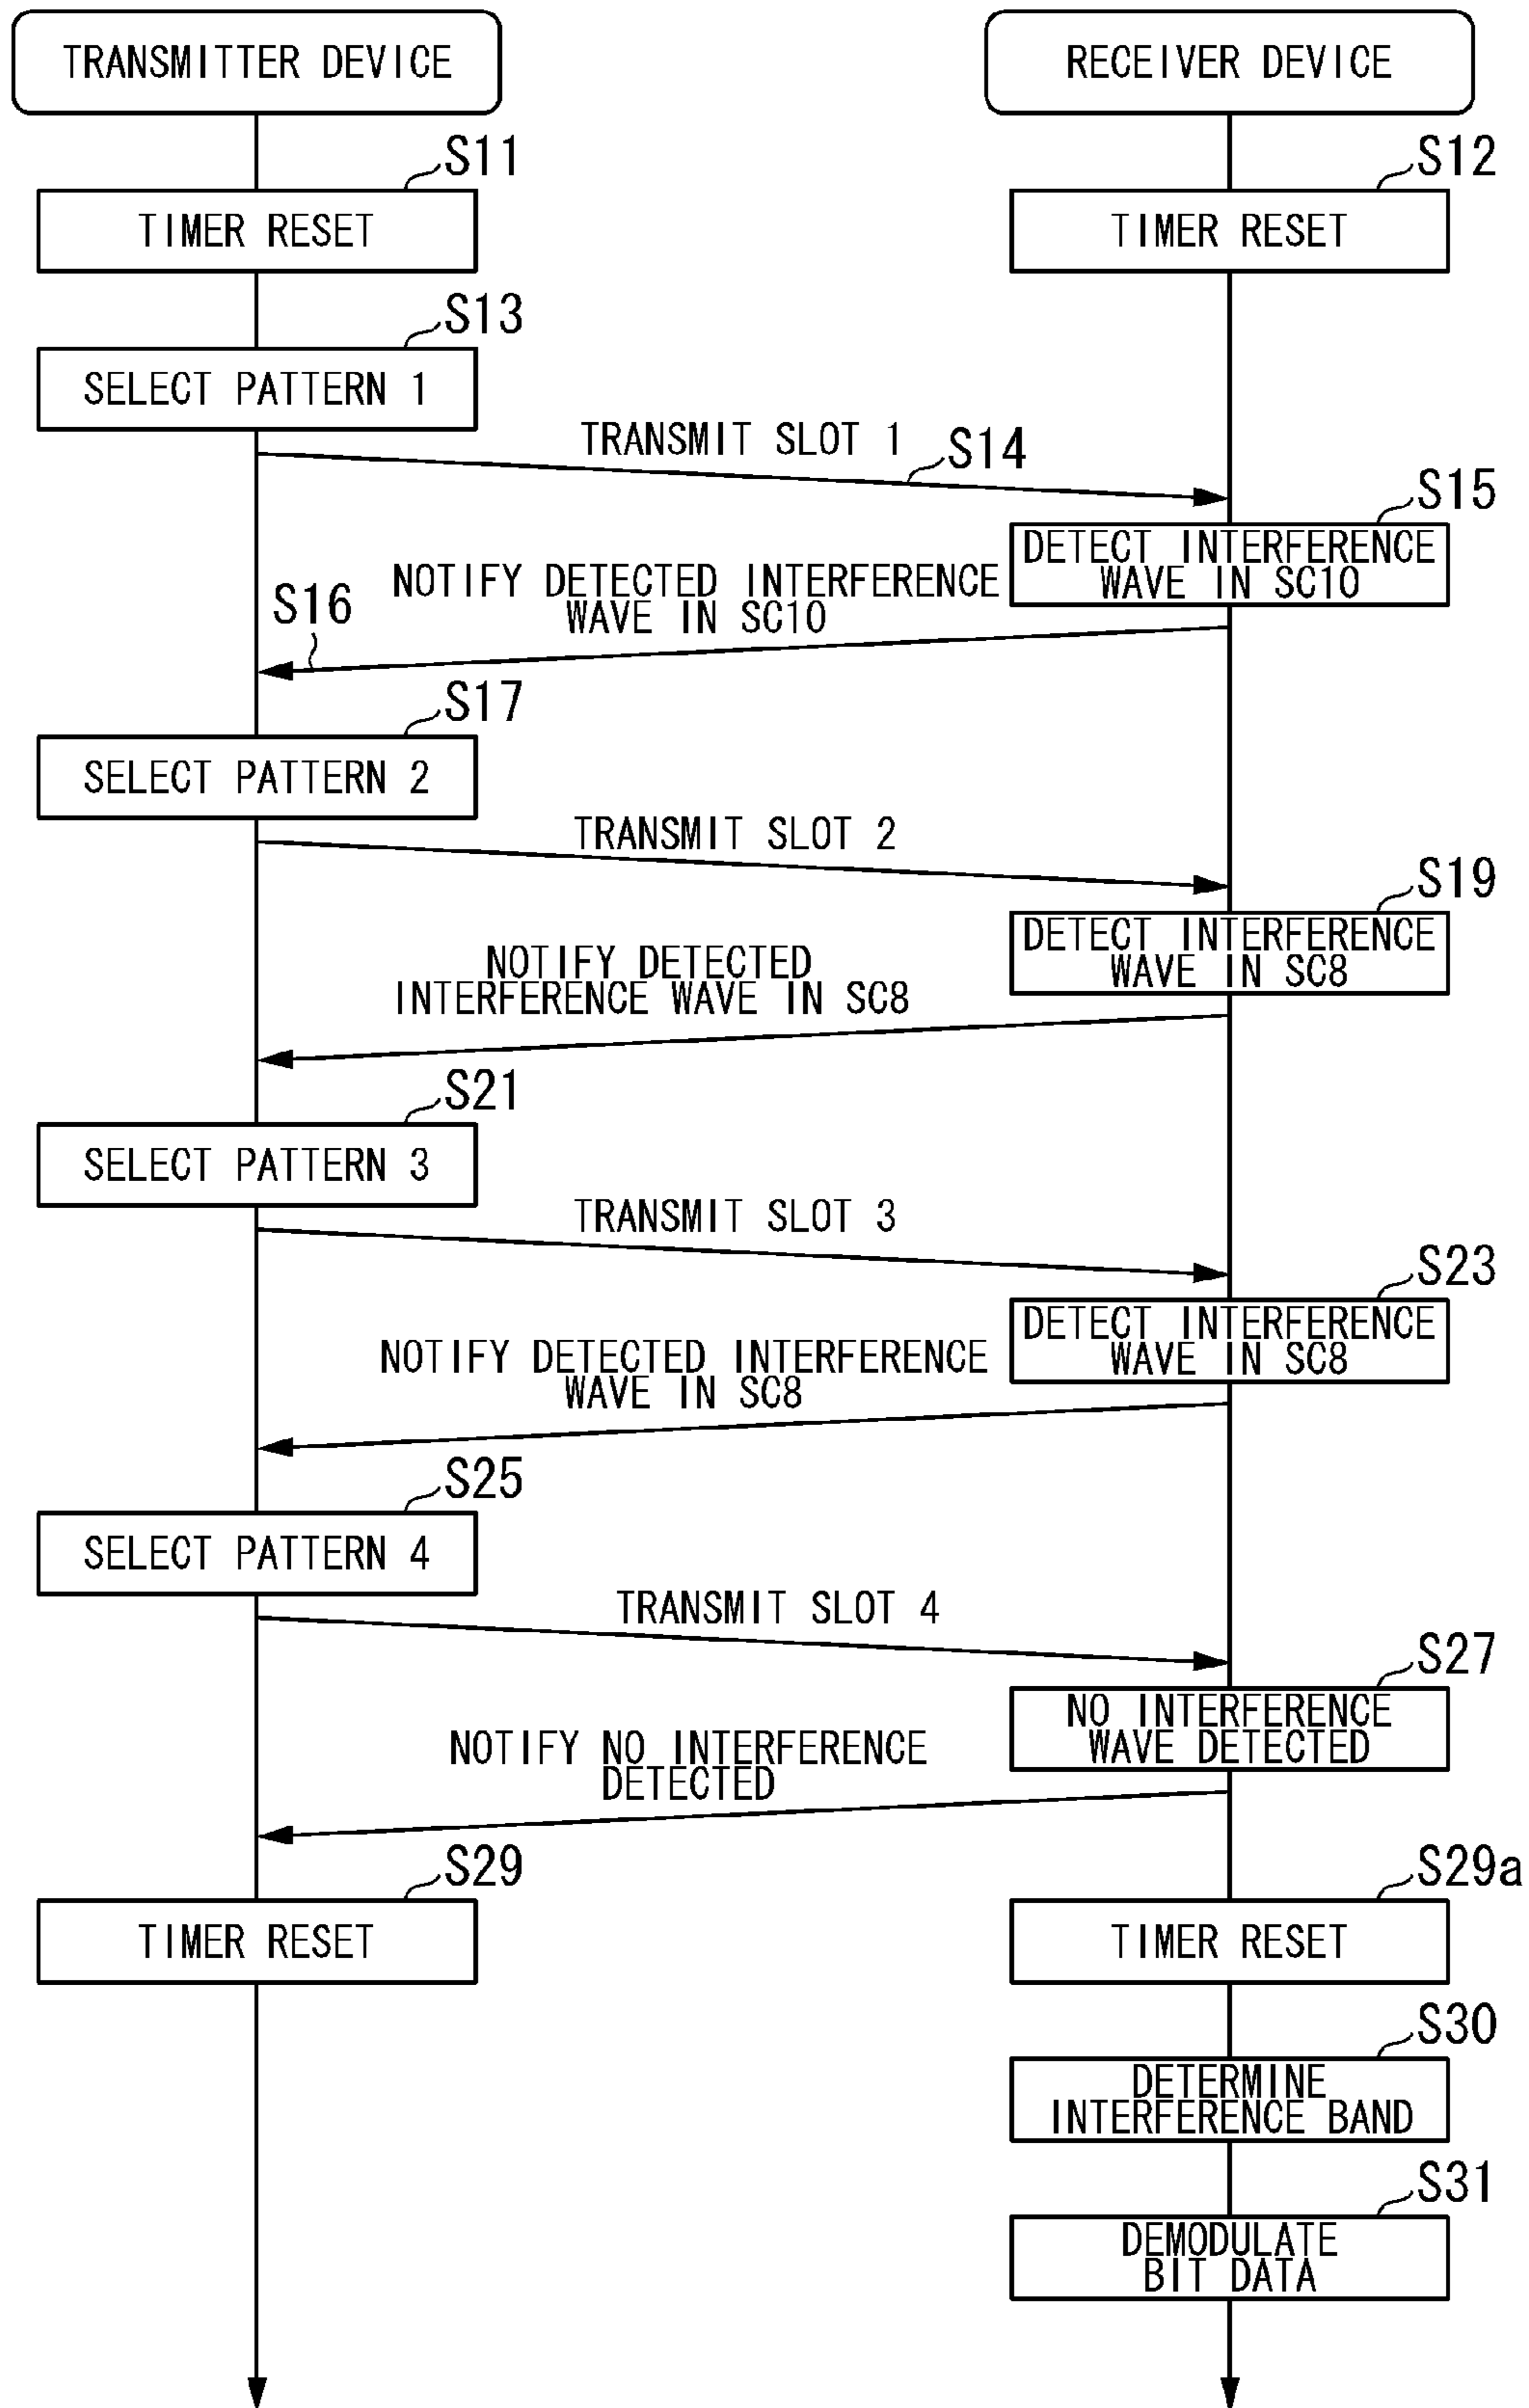 TRANSMITTER DEVICE
RECEIVER DEVICE
S11
S12
TIMER RESET
TIMER RESET
S13
SELECT PATTERN 1
TRANSMIT SLOT 1
S14
S15
DETECT INTERFERENCE
WAVE IN SC10
NOTIFY DETECTED INTERFERENCE
WAVE IN SC10
S16
S17
SELECT PATTERN 2
TRANSMIT SLOT 2
S19
DETECT INTERFERENCE
WAVE IN SC8
NOTIFY DETECTED
INTERFERENCE WAVE IN SC8
S21
SELECT PATTERN 3
TRANSMIT SLOT 3
S23
DETECT INTERFERENCE
WAVE IN SC8
NOTIFY DETECTED INTERFERENCE
WAVE IN SC8
S25
SELECT PATTERN 4
TRANSMIT SLOT 4
S27
NO INTERFERENCE
WAVE DETECTED
NOTIFY NO INTERFERENCE
DETECTED
S29
S29a
TIMER RESET
TIMER RESET
S30
DETERMINE
INTERFERENCE BAND
S31
DEMODULATE
BIT DATA